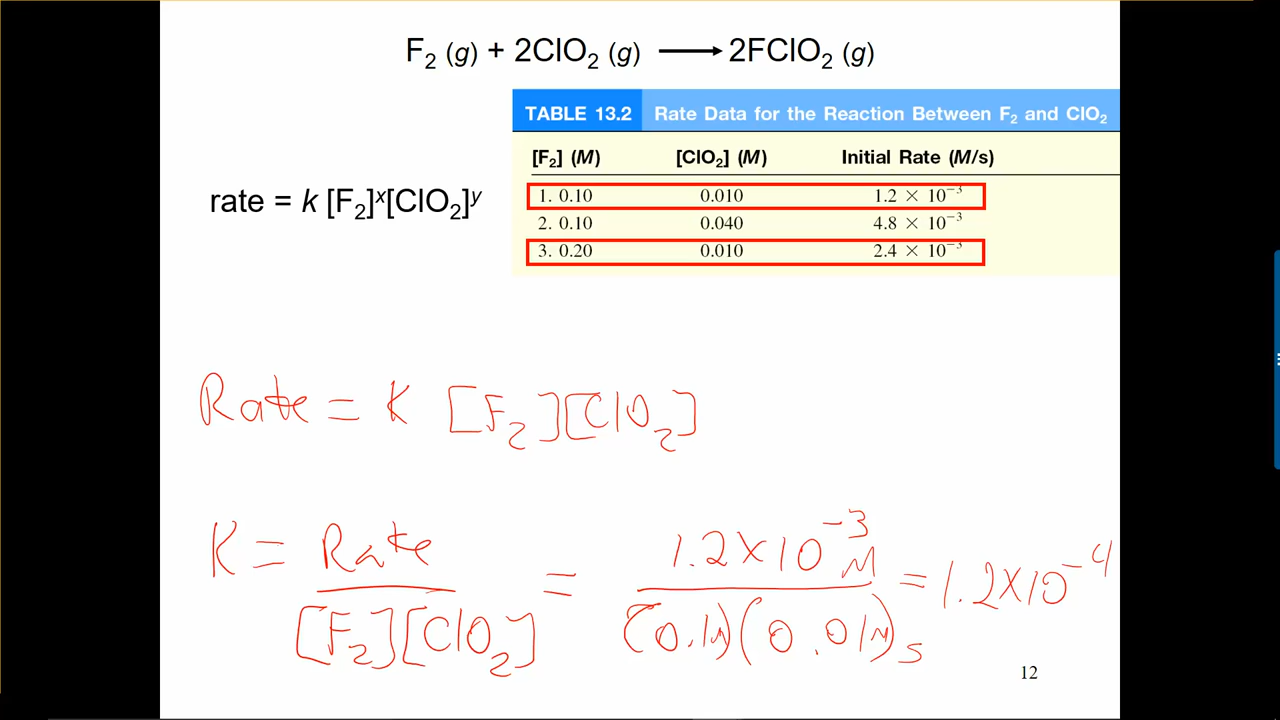 F₂ (g) + 2ClO₂ (g) ⟶ 2FClO₂ (g)
TABLE 13.2 Rate Data for the Reaction Between F₂ and ClO₂
[F₂] (M) [ClO₂] (M) Initial Rate (M/s)
1. 0.10 0.010 1.2 × 10⁻³
2. 0.10 0.040 4.8 × 10⁻³
3. 0.20 0.010 2.4 × 10⁻³
rate = k [F₂]ˣ[ClO₂]ʸ
Rate = K [F₂][ClO₂]
K = Rate / [F₂][ClO₂] = 1.2 X 10⁻³ M / (0.1M)(0.01M) s = 1.2 X 10⁻⁴
12